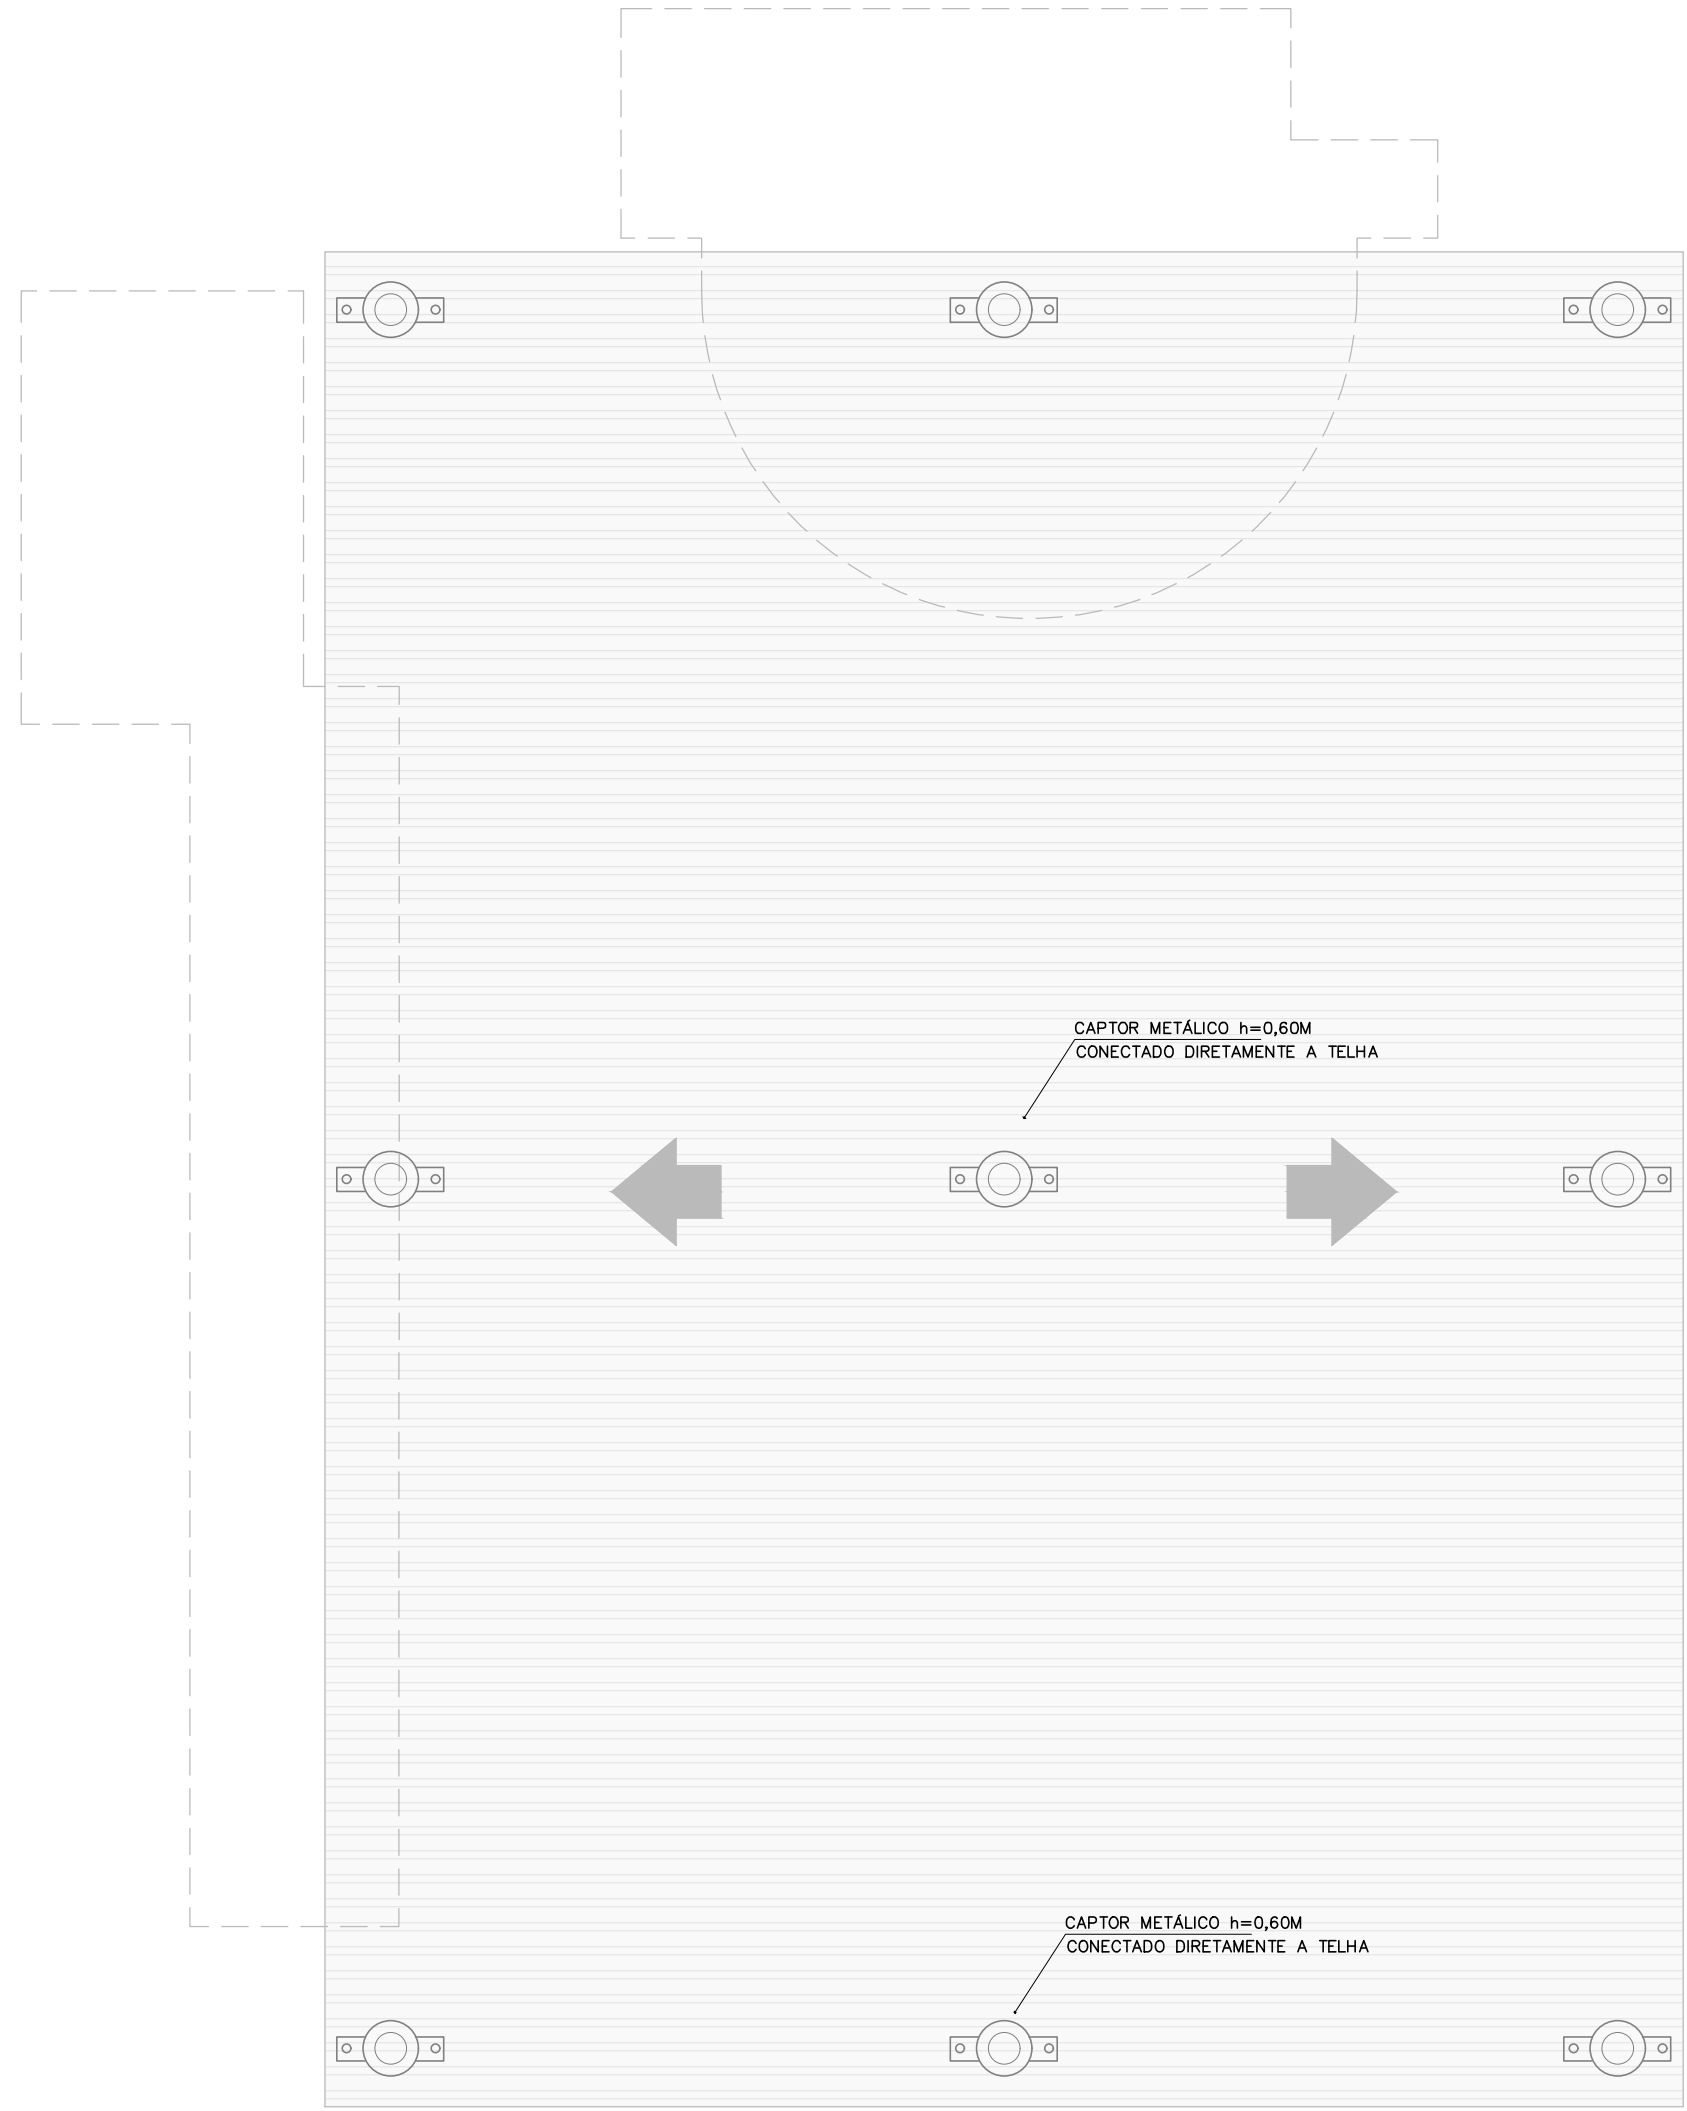 CAPTOR METÁLICO h=0,60M
CONECTADO DIRETAMENTE A TELHA
CAPTOR METÁLICO h=0,60M
CONECTADO DIRETAMENTE A TELHA